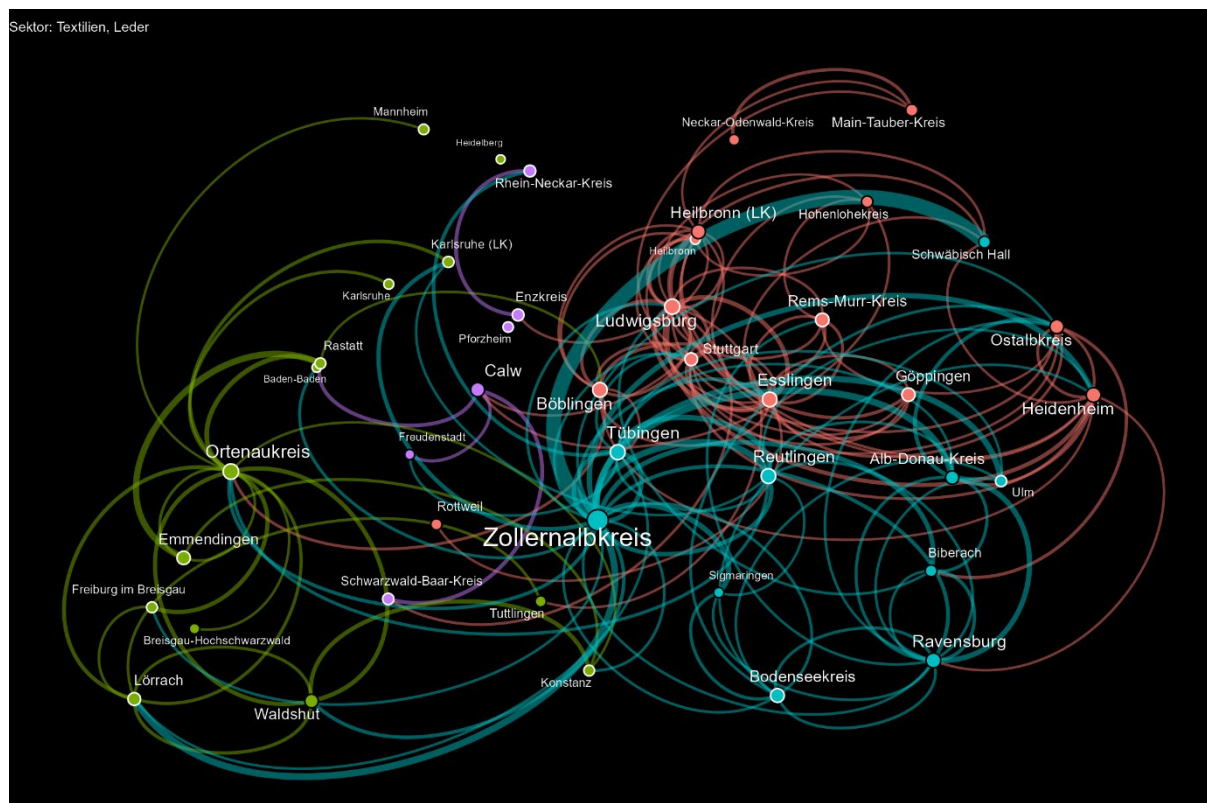 Sektor: Textilien, Leder
Mannheim
Neckar-Odenwald-Kreis
Main-Tauber-Kreis
Heidelberg
Rhein-Neckar-Kreis
Heilbronn (LK)
Hohenlohekreis
Karlsruhe (LK)
Heilbronn
Schwäbisch Hall
Karlsruhe
Enzkreis
Rems-Murr-Kreis
Ludwigsburg
Pforzheim
Ostalbkreis
Rastatt
Stuttgart
Baden-Baden
Calw
Esslingen
Göppingen
Böblingen
Heidenheim
Freudenstadt
Tübingen
Ortenaukreis
Reutlingen
Alb-Donau-Kreis
Ulm
Rottweil
Zollernalbkreis
Emmendingen
Biberach
Schwarzwald-Baar-Kreis
Sigmaringen
Freiburg im Breisgau
Tuttlingen
Breisgau-Hochschwarzwald
Ravensburg
Lörrach
Konstanz
Bodenseekreis
Waldshut